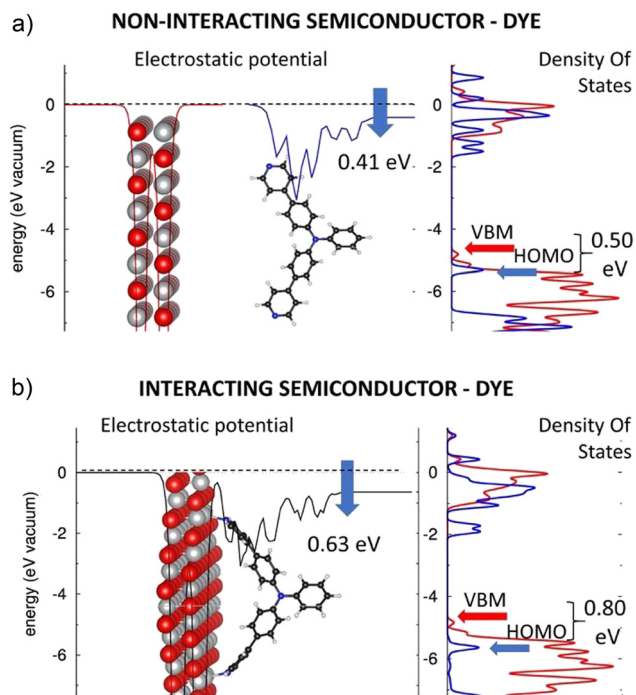 a)
NON-INTERACTING SEMICONDUCTOR - DYE
Electrostatic potential
Density Of
States
energy (eV vacuum)
0
-2
-4
-6
0.41 eV
0
-2
-4
-6
VBM
HOMO
0.50
eV
b)
INTERACTING SEMICONDUCTOR - DYE
Electrostatic potential
Density Of
States
energy (eV vacuum)
0
-2
-4
-6
0.63 eV
0
-2
-4
-6
VBM
HOMO
0.80
eV